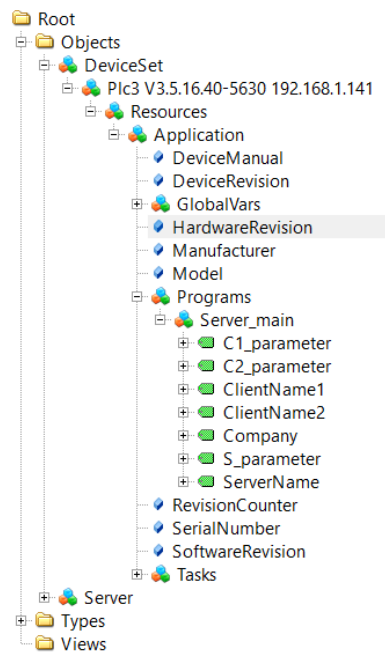 Root
Objects
DeviceSet
Plc3 V3.5.16.40-5630 192.168.1.141
Resources
Application
DeviceManual
DeviceRevision
GlobalVars
HardwareRevision
Manufacturer
Model
Programs
Server_main
C1_parameter
C2_parameter
ClientName1
ClientName2
Company
S_parameter
ServerName
RevisionCounter
SerialNumber
SoftwareRevision
Tasks
Server
Types
Views